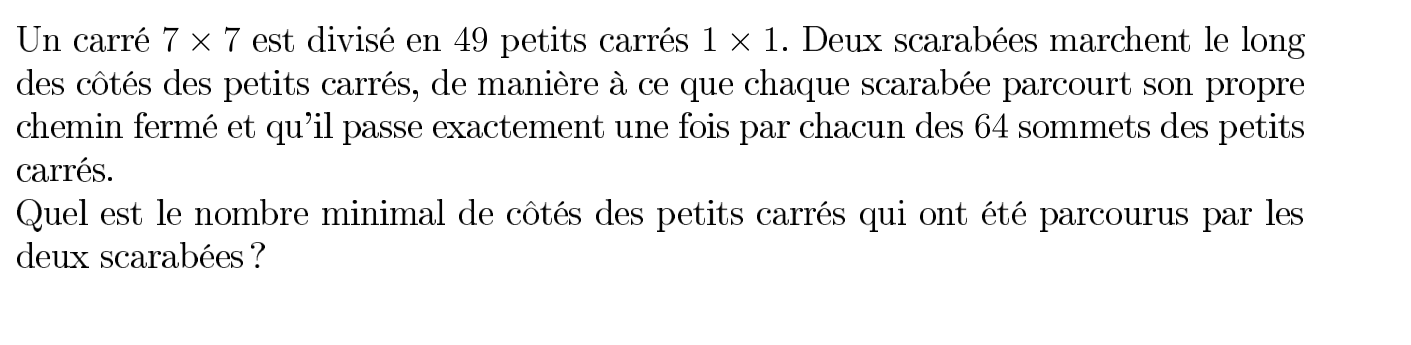 Un carré 7 × 7 est divisé en 49 petits carrés 1 × 1. Deux scarabées marchent le long
des côtés des petits carrés, de manière à ce que chaque scarabée parcourt son propre
chemin fermé et qu'il passe exactement une fois par chacun des 64 sommets des petits
carrés.
Quel est le nombre minimal de côtés des petits carrés qui ont été parcourus par les
deux scarabées ?